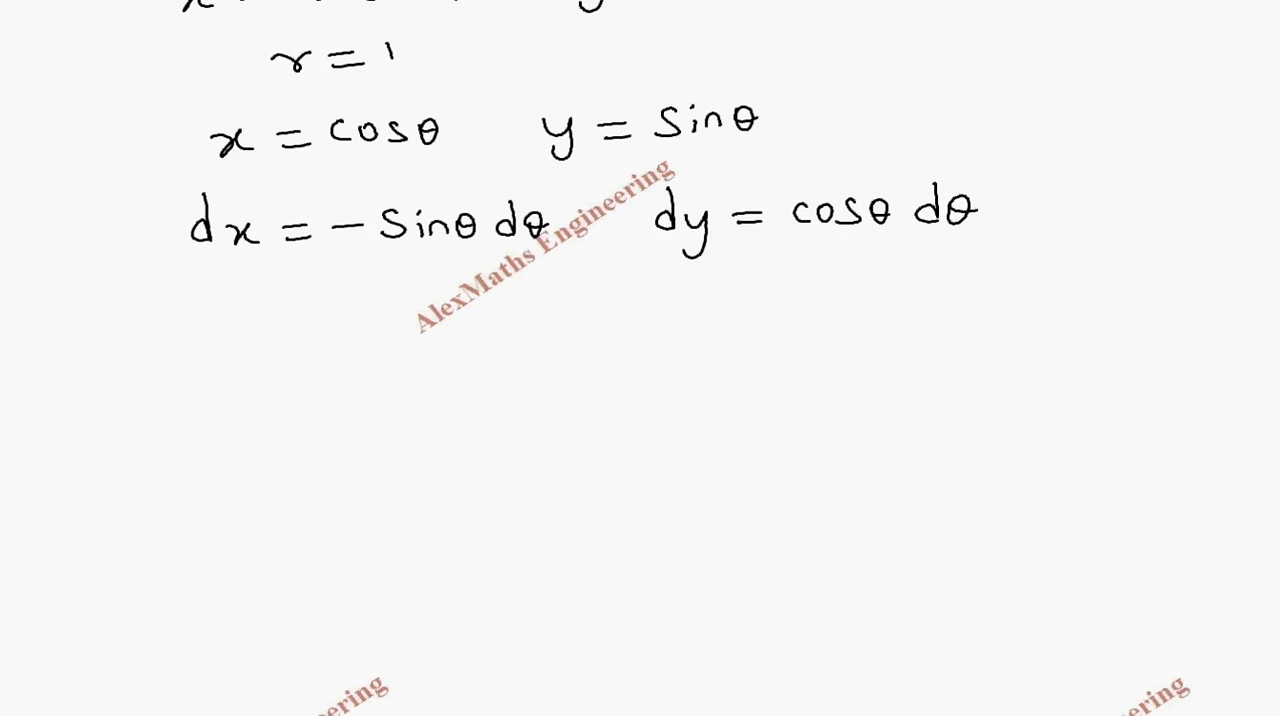 r = 1
x = cosθ y = sinθ
dx = - sinθ dθ dy = cosθ dθ
AlexMaths Engineering